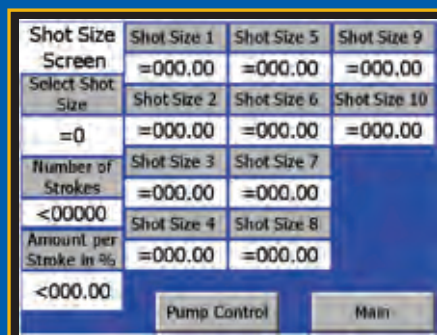 Shot Size
Screen
Select Shot
Size
=0
Number of
Strokes
<00000
Amount per
Stroke in %
<000.00
Shot Size 1
=000.00
Shot Size 2
=000.00
Shot Size 3
=000.00
Shot Size 4
=000.00
Shot Size 5
=000.00
Shot Size 6
=000.00
Shot Size 7
=000.00
Shot Size 8
=000.00
Shot Size 9
=000.00
Shot Size 10
=000.00
Pump Control
Main